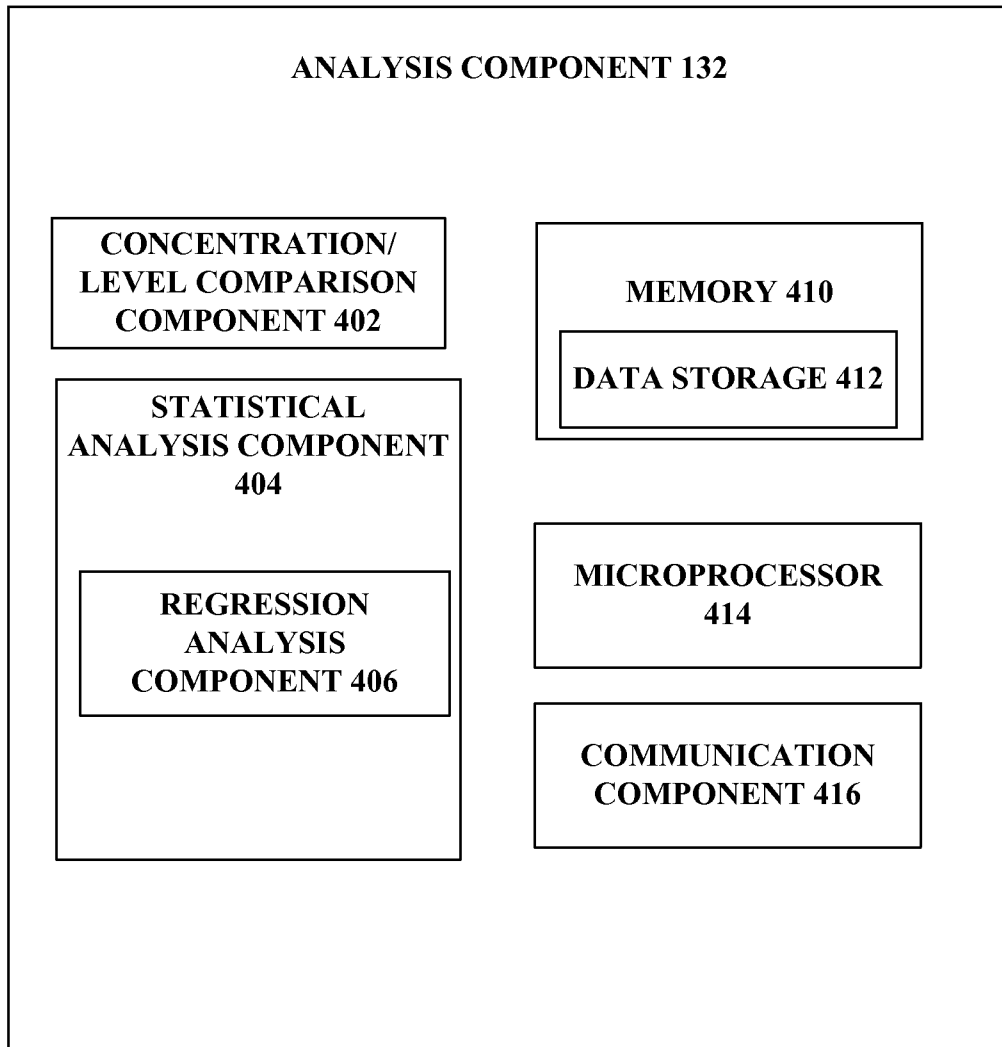 ANALYSIS COMPONENT 132
CONCENTRATION/
LEVEL COMPARISON
COMPONENT 402
STATISTICAL
ANALYSIS COMPONENT
404
REGRESSION
ANALYSIS
COMPONENT 406
MEMORY 410
DATA STORAGE 412
MICROPROCESSOR
414
COMMUNICATION
COMPONENT 416